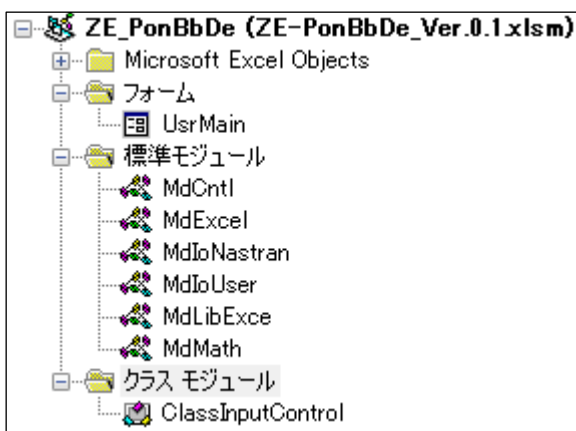 ZE_PonBbDe (ZE-PonBbDe_Ver.0.1.xlsm)
Microsoft Excel Objects
フォーム
UsrMain
標準モジュール
MdCntl
MdExcel
MdIoNastran
MdIoUser
MdLibExce
MdMath
クラス モジュール
ClassInputControl